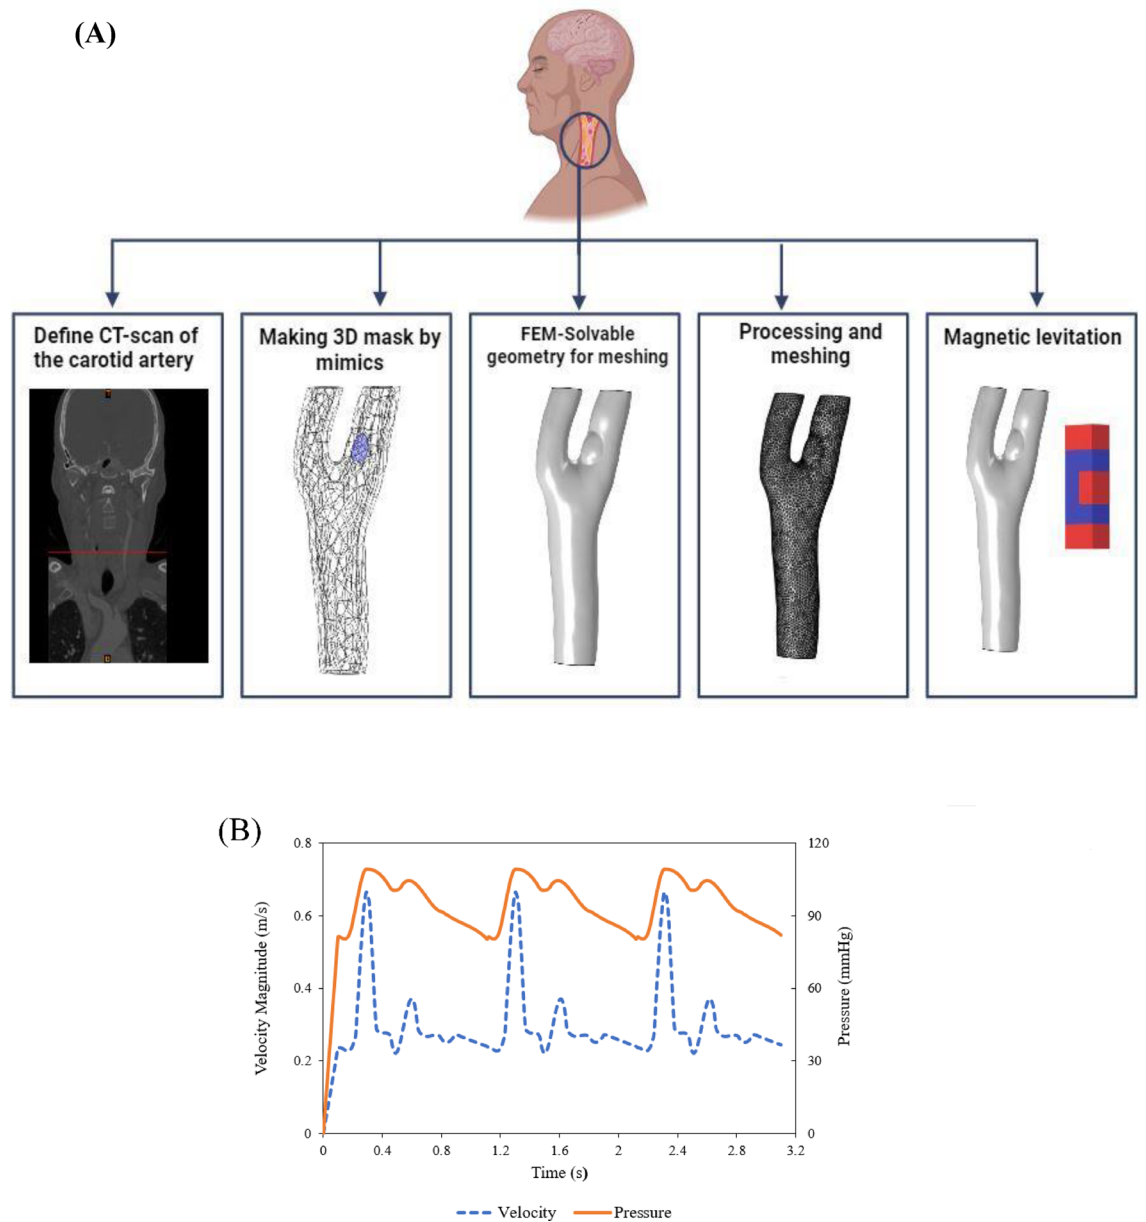 (A)
Define CT-scan of
the carotid artery
Making 3D mask by
mimics
FEM-Solvable
geometry for meshing
Processing and
meshing
Magnetic levitation
(B)
Velocity Magnitude (m/s)
0.8
0.6
0.4
0.2
0
120
90
60
30
0
Pressure (mmHg)
0
0.4
0.8
1.2
1.6
2
2.4
2.8
3.2
Time (s)
Velocity
Pressure